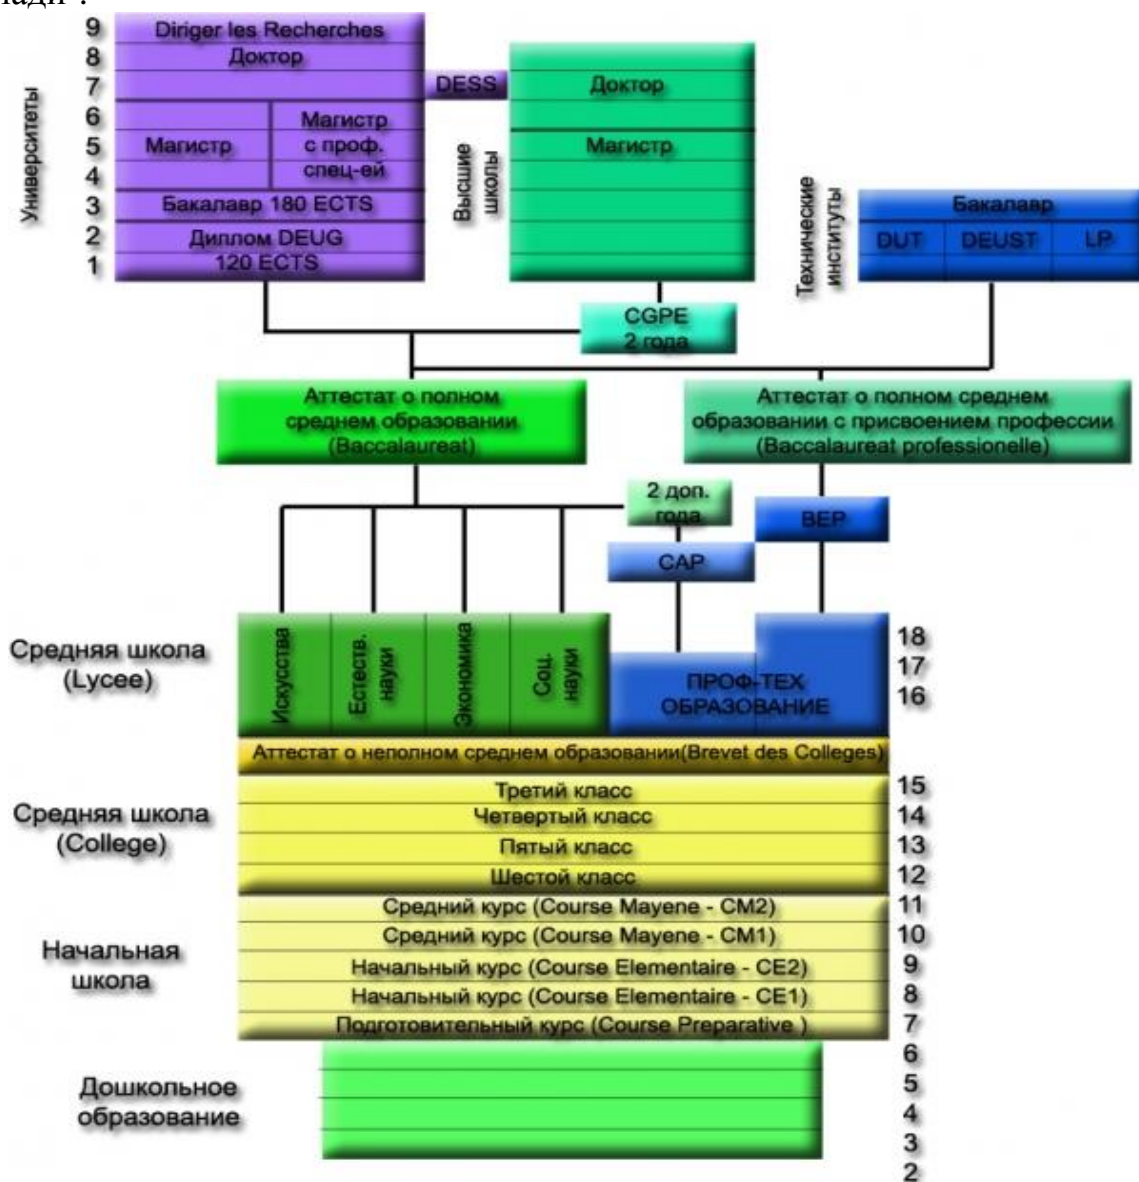 9
Diriger les Recherches
8
Доктор
7
6
5
4
3
2
1
Университеты
Магистр
Магистр
с проф.
спец-ей
Бакалавр 180 ECTS
Диплом DEUG
120 ECTS
DESS
Высшие
школы
Доктор
Магистр
Технические
институты
Бакалавр
DUT
DEUST
LP
CGPE
2 года
Аттестат о полном
среднем образовании
(Baccalaureat)
Аттестат о полном среднем
образовании с присвоением профессии
(Baccalaureat professionelle)
2 доп.
года
CAP
BEP
Средняя школа
(Lycee)
Искусства
Естеств.
науки
Экономика
Соц.
науки
ПРОФ-ТЕХ
ОБРАЗОВАНИЕ
18
17
16
Аттестат о неполном среднем образовании(Brevet des Colleges)
Средняя школа
(College)
Третий класс
15
Четвертый класс
14
Пятый класс
13
Шестой класс
12
Начальная
школа
Средний курс (Course Mayene - CM2)
11
Средний курс (Course Mayene - CM1)
10
Начальный курс (Course Elementaire - CE2)
9
Начальный курс (Course Elementaire - CE1)
8
Подготовительный курс (Course Preparative )
7
Дошкольное
образование
6
5
4
3
2